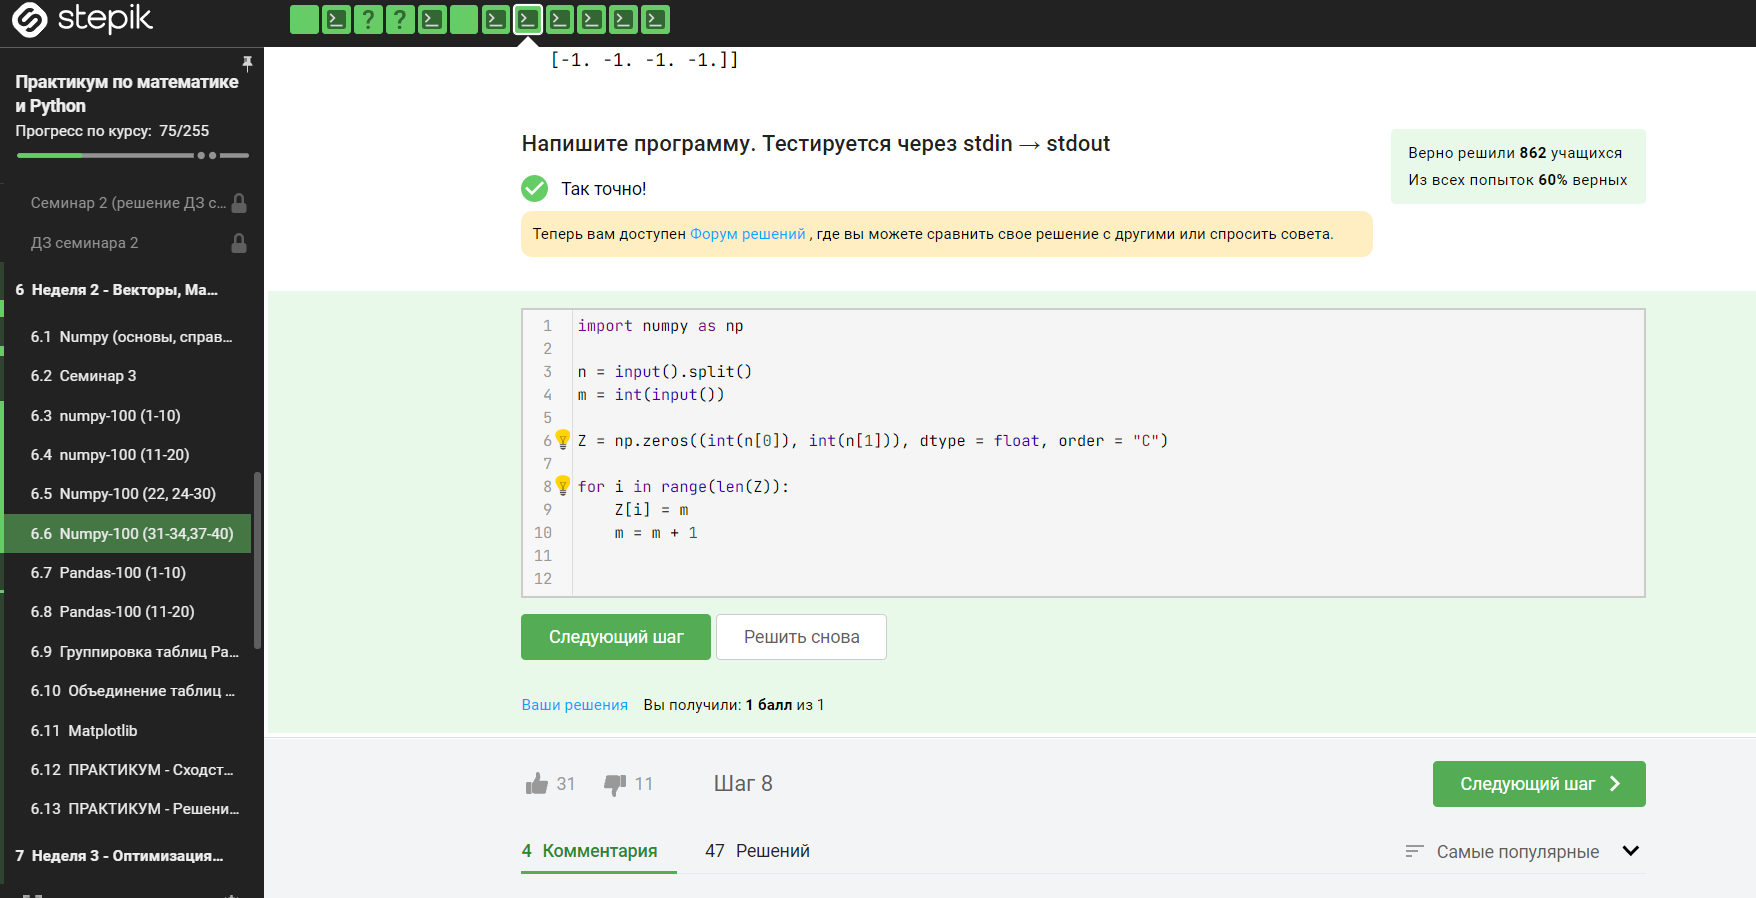 stepik
Практикум по математике
и Python
Прогресс по курсу: 75/255
Семинар 2 (решение ДЗ с...
ДЗ семинара 2
6 Неделя 2 - Векторы, Ма...
6.1 Numpy (основы, справ...
6.2 Семинар 3
6.3 numpy-100 (1-10)
6.4 numpy-100 (11-20)
6.5 Numpy-100 (22, 24-30)
6.6 Numpy-100 (31-34,37-40)
6.7 Pandas-100 (1-10)
6.8 Pandas-100 (11-20)
6.9 Группировка таблиц Pa...
6.10 Объединение таблиц ...
6.11 Matplotlib
6.12 ПРАКТИКУМ - Сходст...
6.13 ПРАКТИКУМ - Решени...
7 Неделя 3 - Оптимизация...
[-1. -1. -1. -1.]]
Напишите программу. Тестируется через stdin → stdout
Верно решили 862 учащихся
Из всех попыток 60% верных
Так точно!
Теперь вам доступен Форум решений , где вы можете сравнить свое решение с другими или спросить совета.
1 import numpy as np
2
3 n = input().split()
4 m = int(input())
5
6 Z = np.zeros((int(n[0]), int(n[1])), dtype = float, order = "C")
7
8 for i in range(len(Z)):
9     Z[i] = m
10     m = m + 1
11
12
Следующий шаг
Решить снова
Ваши решения Вы получили: 1 балл из 1
31 11 Шаг 8
Следующий шаг
4 Комментария 47 Решений
Самые популярные